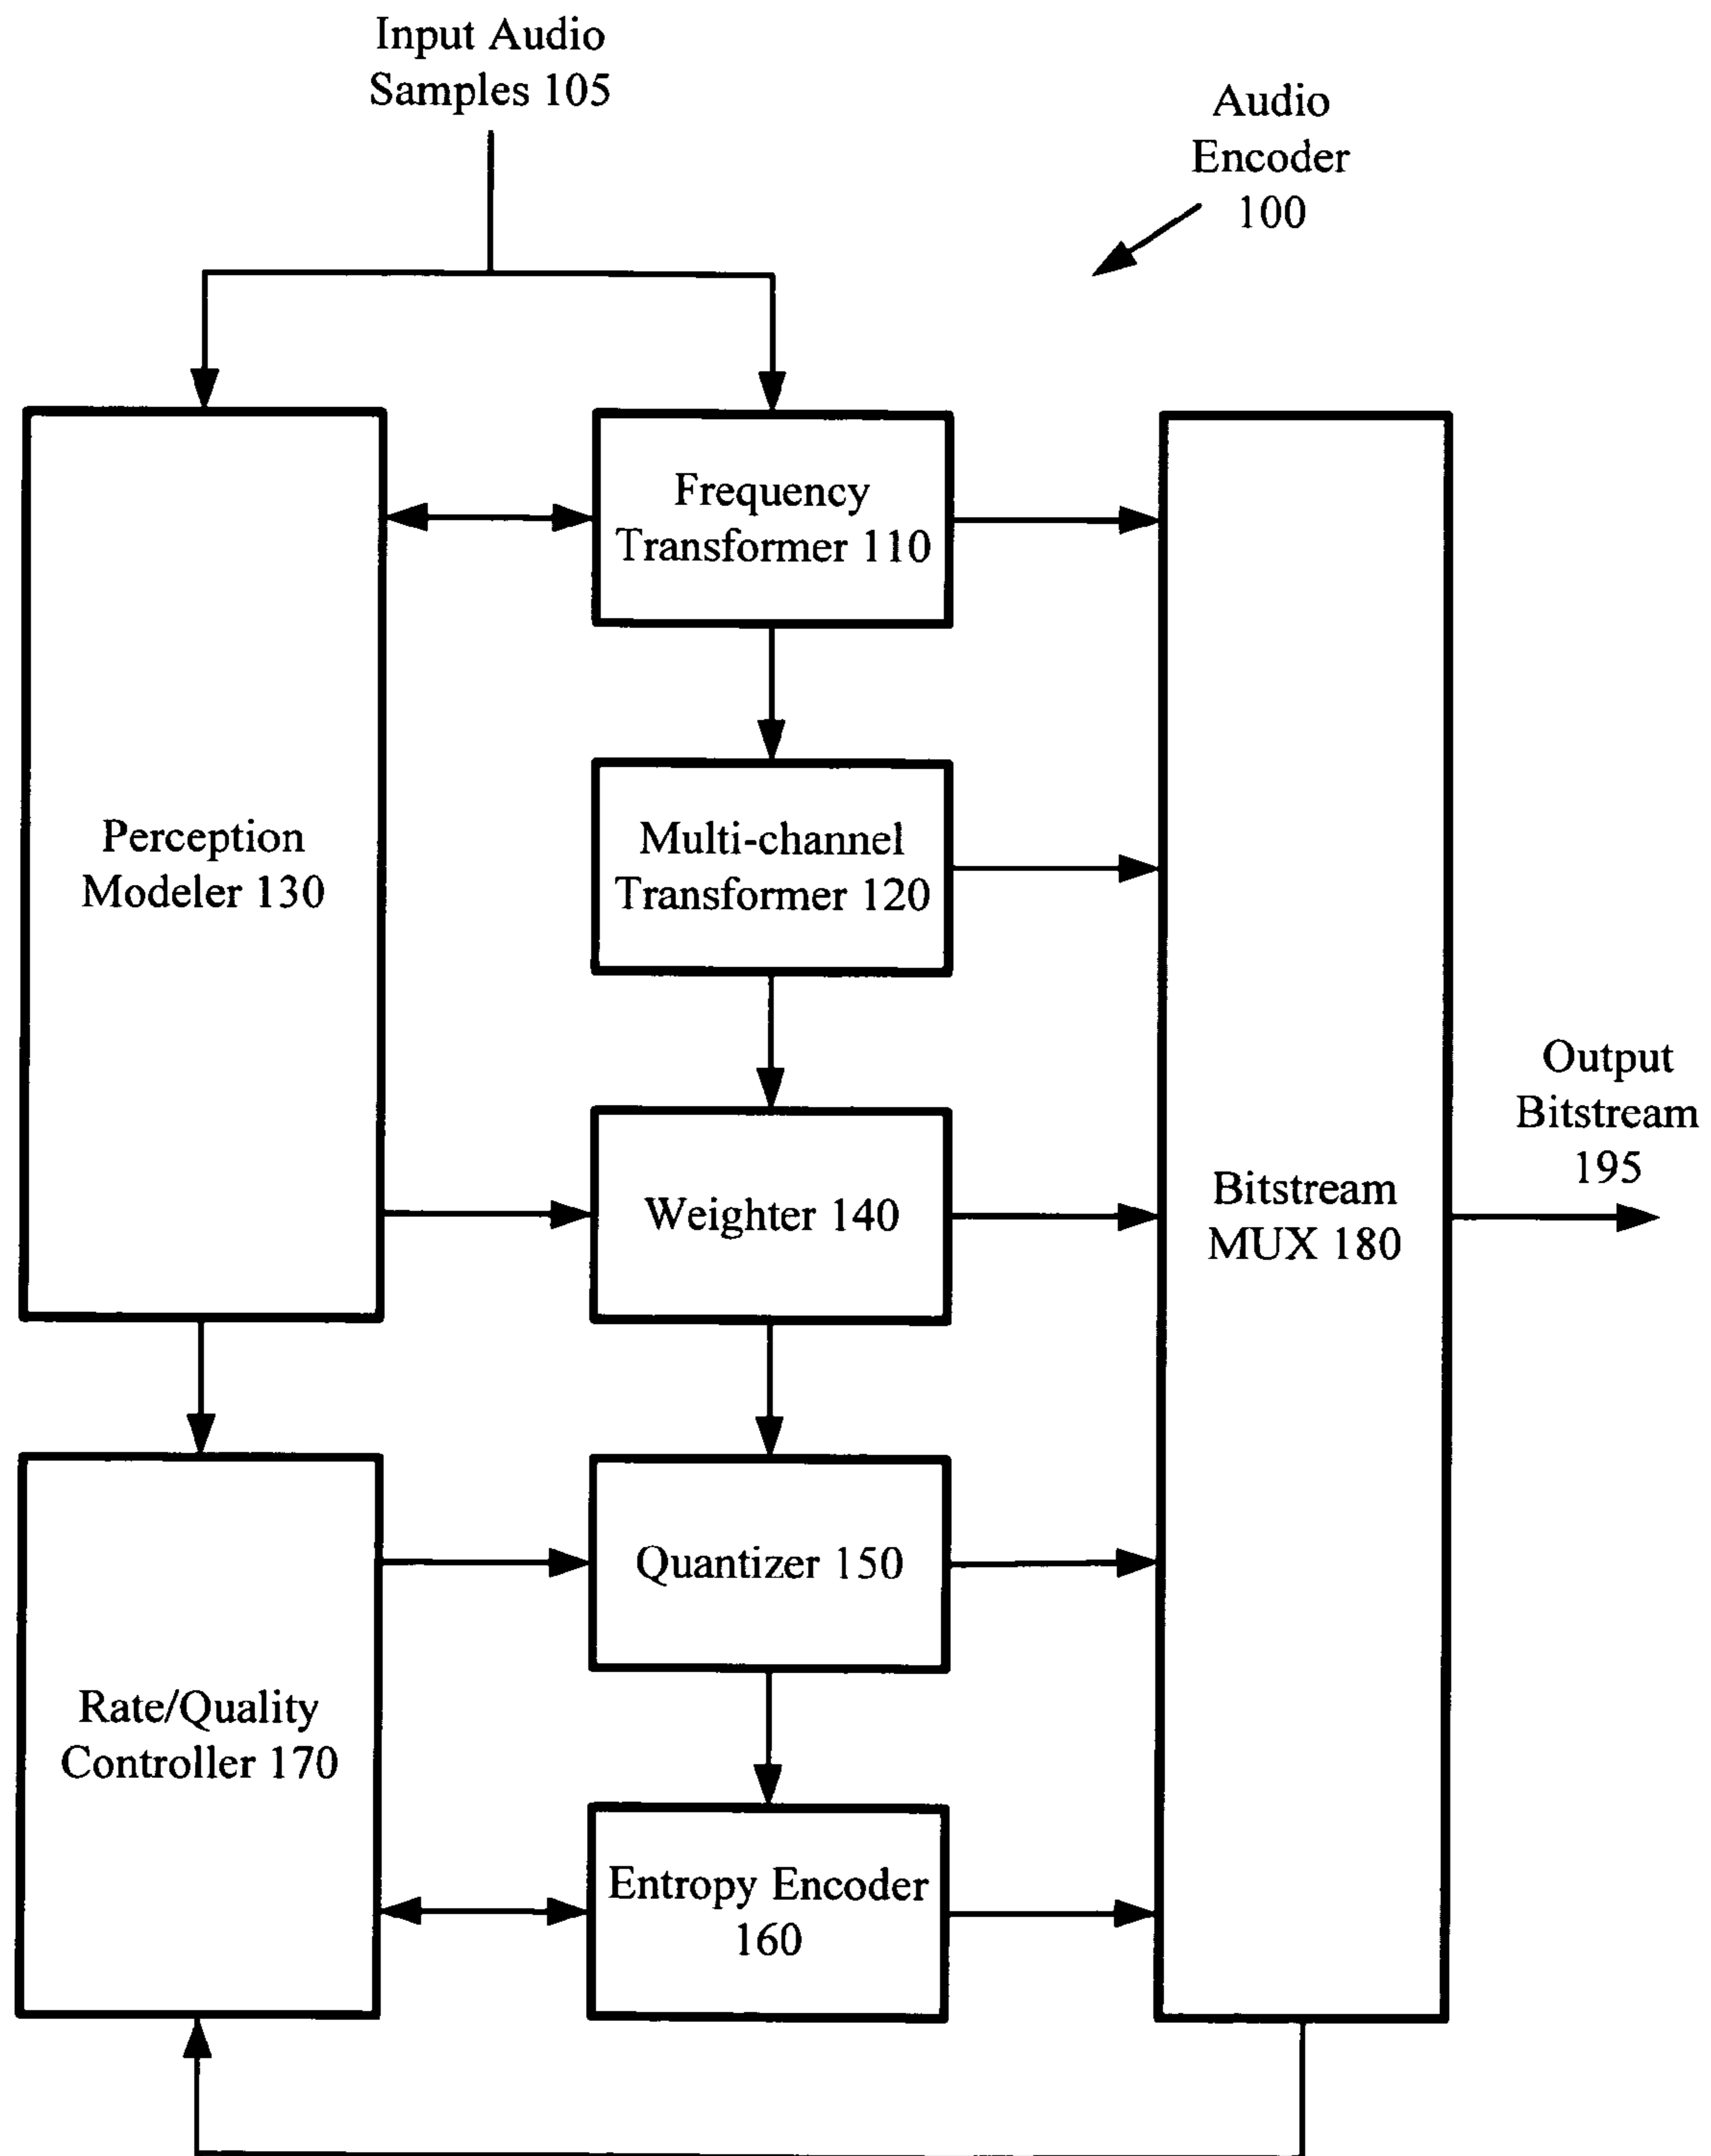 Input Audio
Samples 105
Audio
Encoder
100
Frequency
Transformer 110
Perception
Modeler 130
Multi-channel
Transformer 120
Output
Bitstream
195
Weighter 140
Bitstream
MUX 180
Quantizer 150
Rate/Quality
Controller 170
Entropy Encoder
160